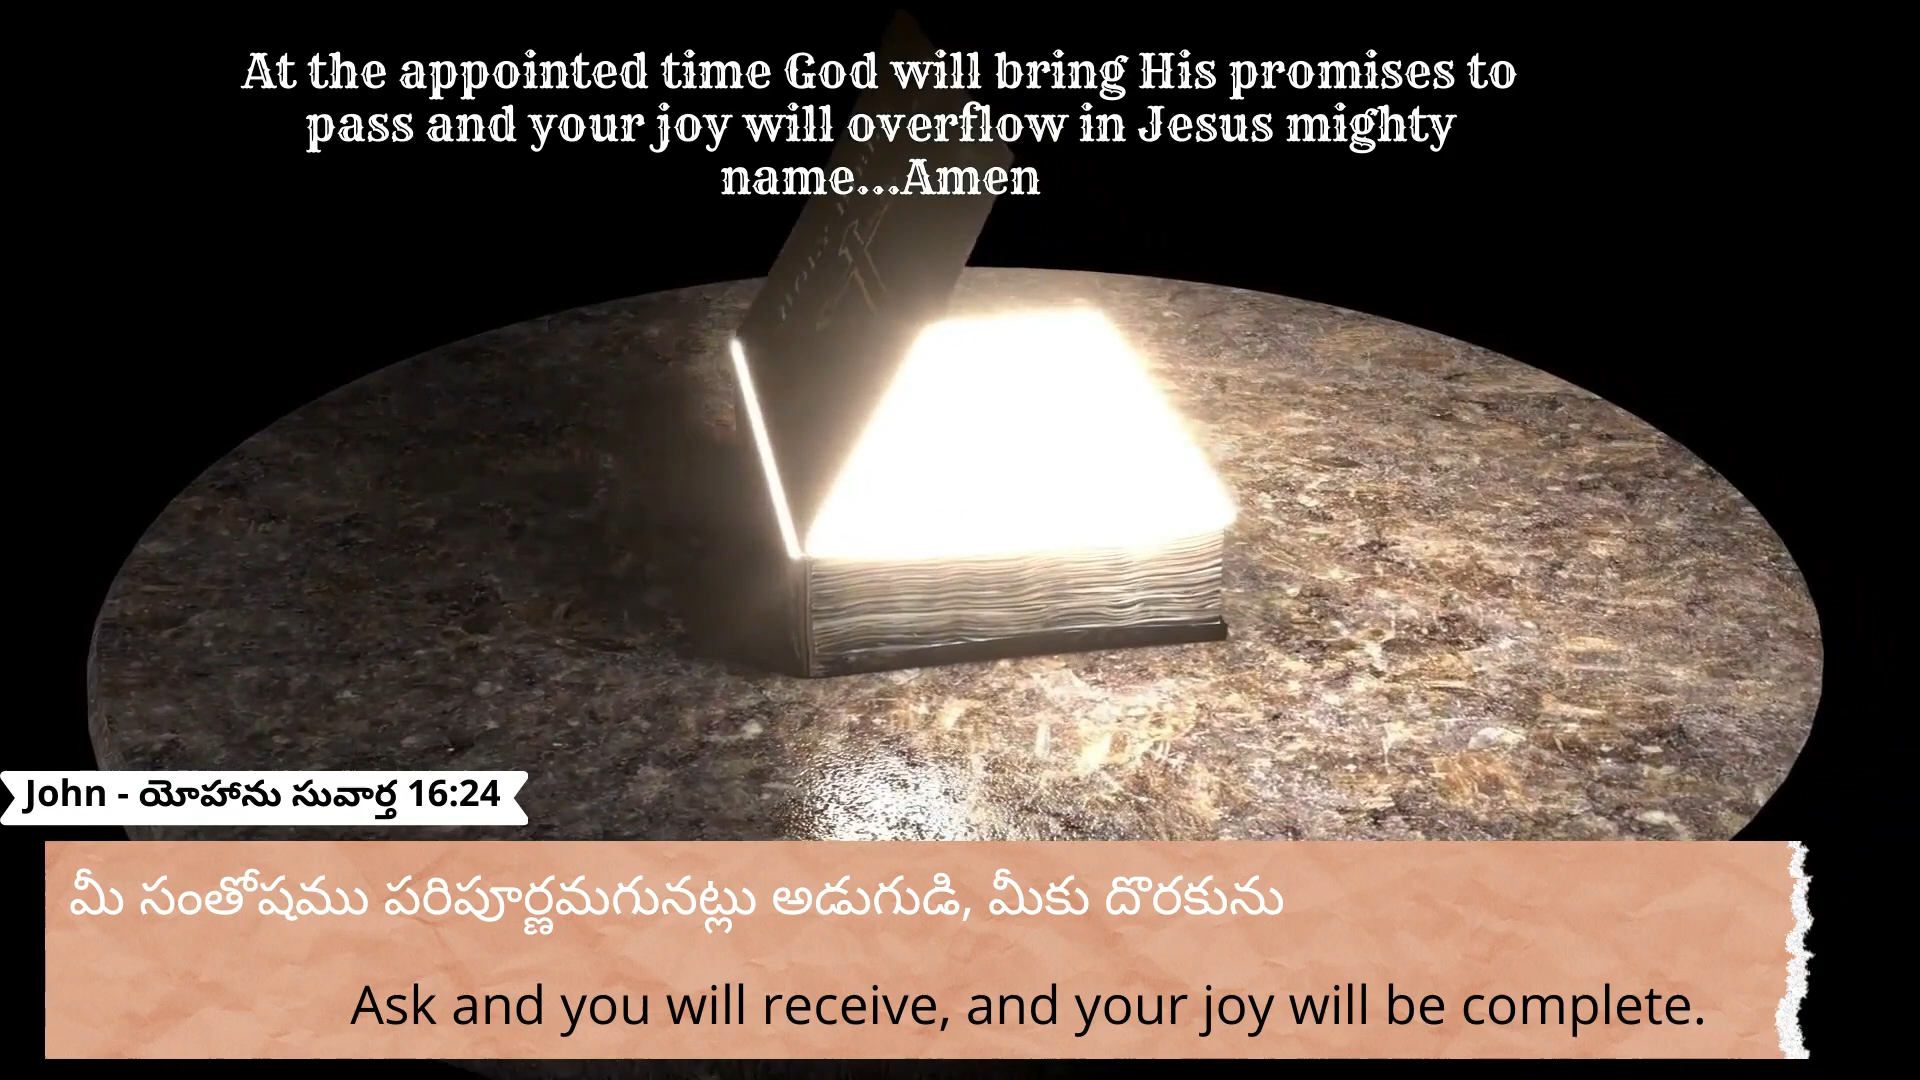 At the appointed time God will bring His promises to
pass and your joy will overflow in Jesus mighty
name...Amen
John - యోహాను సువార్త 16:24
మీ సంతోషము పరిపూర్ణమగునట్లు అడుగుడి, మీకు దొరకును
Ask and you will receive, and your joy will be complete.